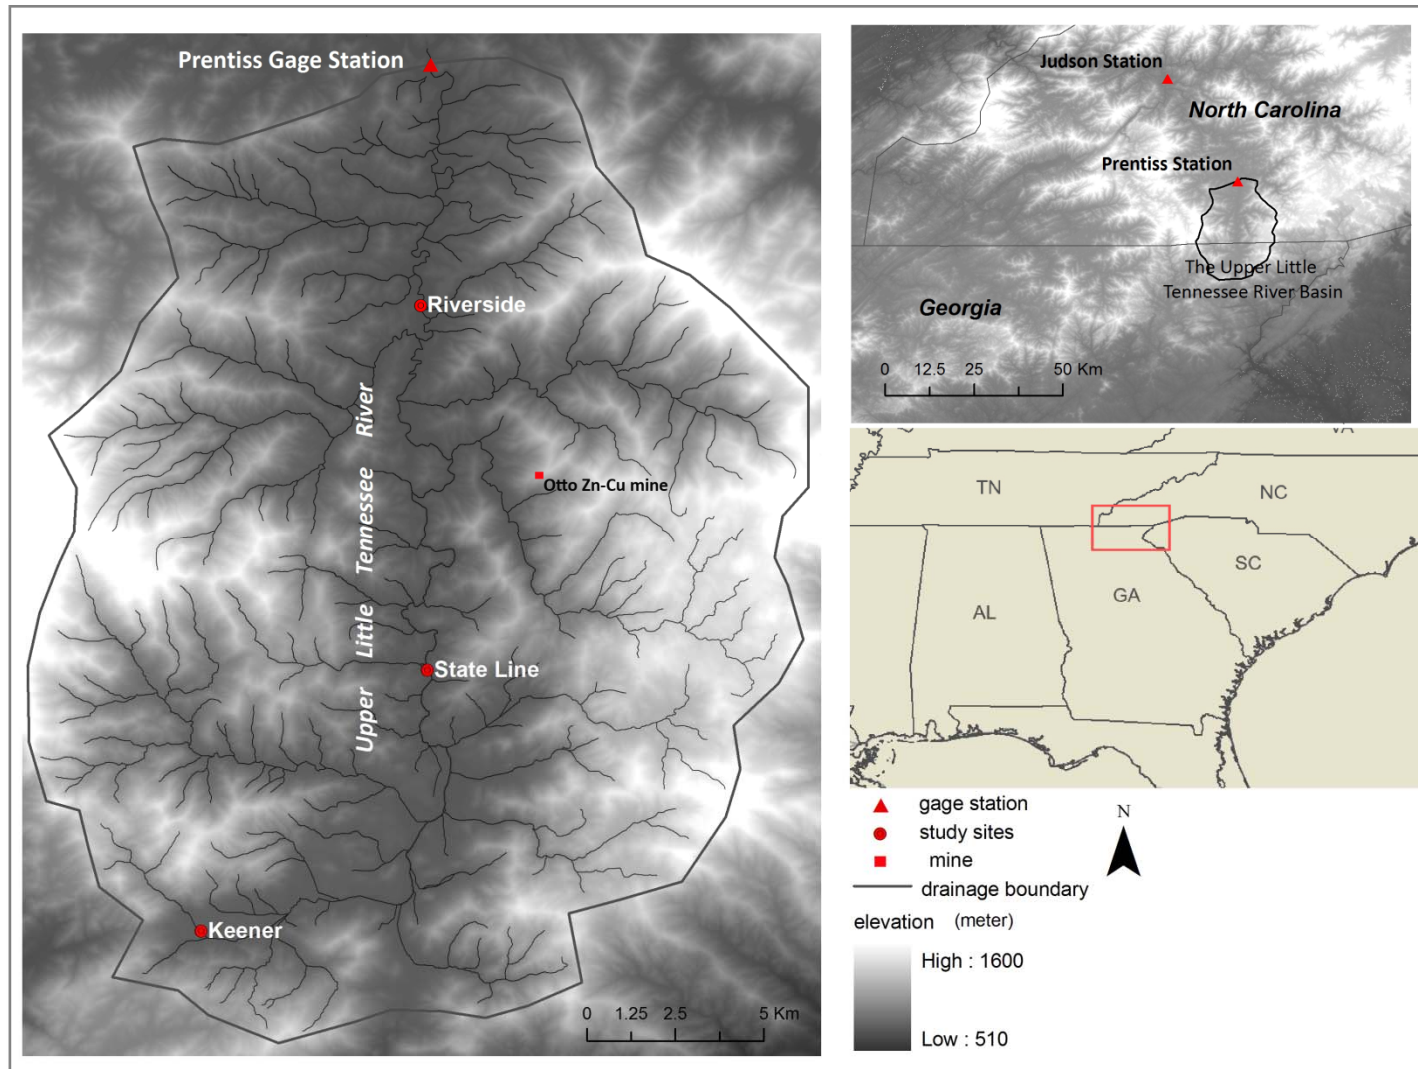 Prentiss Gage Station
Riverside
Otto Zn-Cu mine
Upper Little Tennessee River
State Line
Keener
0 1.25 2.5 5 Km
Judson Station
North Carolina
Prentiss Station
The Upper Little
Tennessee River Basin
Georgia
0 12.5 25 50 Km
VA
TN
NC
SC
GA
AL
gage station
study sites
mine
drainage boundary
N
elevation (meter)
High : 1600
Low : 510